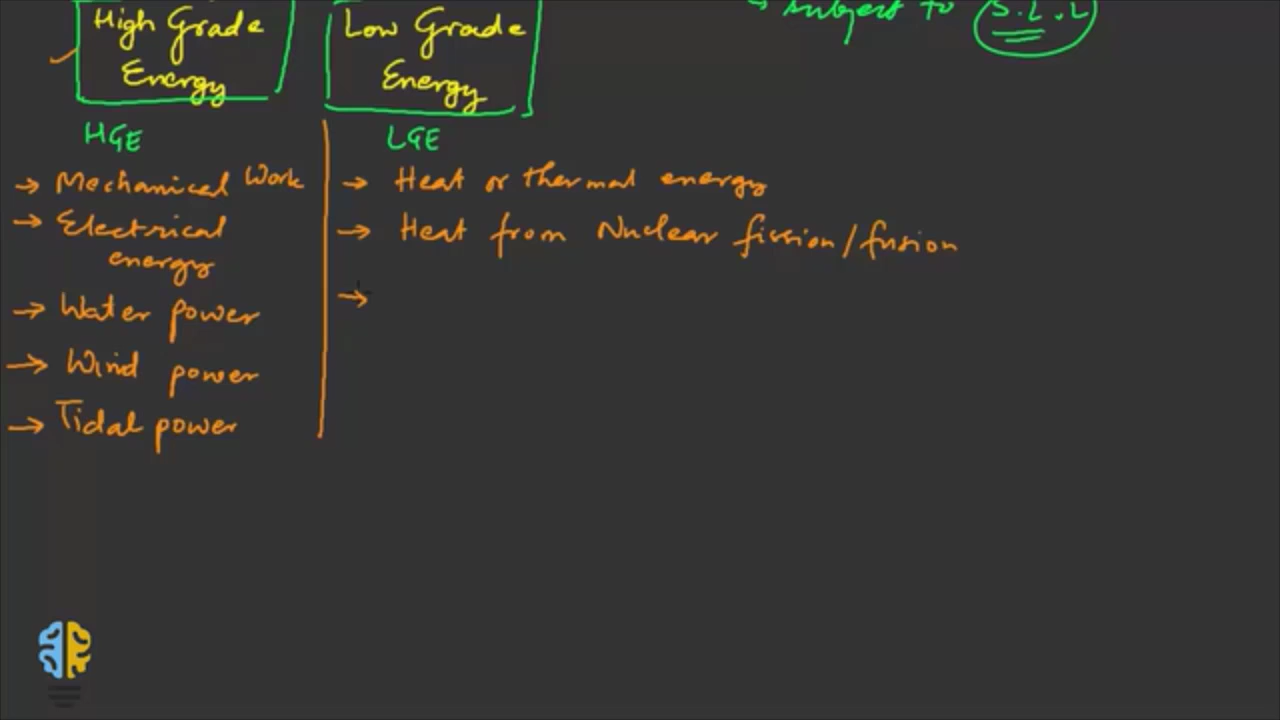 → subject to S.L.L
High Grade
Energy
Low Grade
Energy
HGE
LGE
→ Mechanical Work
→ Electrical
energy
→ Water power
→ Wind power
→ Tidal power
→ Heat or thermal energy
→ Heat from Nuclear fission/fusion
→